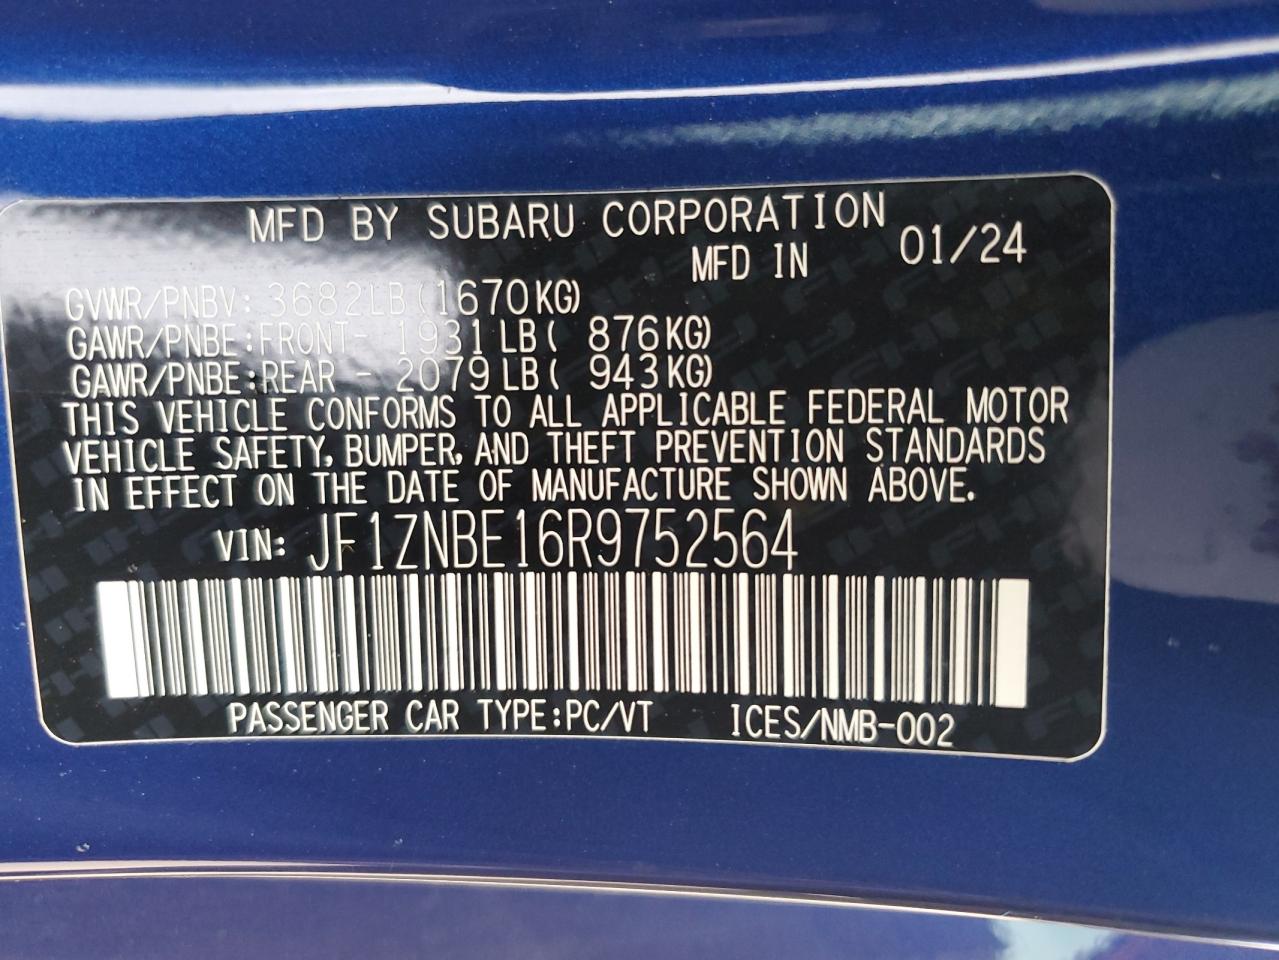 MFD BY SUBARU CORPORATION
MFD IN 01/24
GVWR/PNBV: 3682LB(1670KG)
GAWR/PNBE:FRONT- 1931LB( 876KG)
GAWR/PNBE:REAR - 2079LB( 943KG)
THIS VEHICLE CONFORMS TO ALL APPLICABLE FEDERAL MOTOR
VEHICLE SAFETY, BUMPER, AND THEFT PREVENTION STANDARDS
IN EFFECT ON THE DATE OF MANUFACTURE SHOWN ABOVE.
VIN: JF1ZNBE16R9752564
PASSENGER CAR TYPE:PC/VT ICES/NMB-002